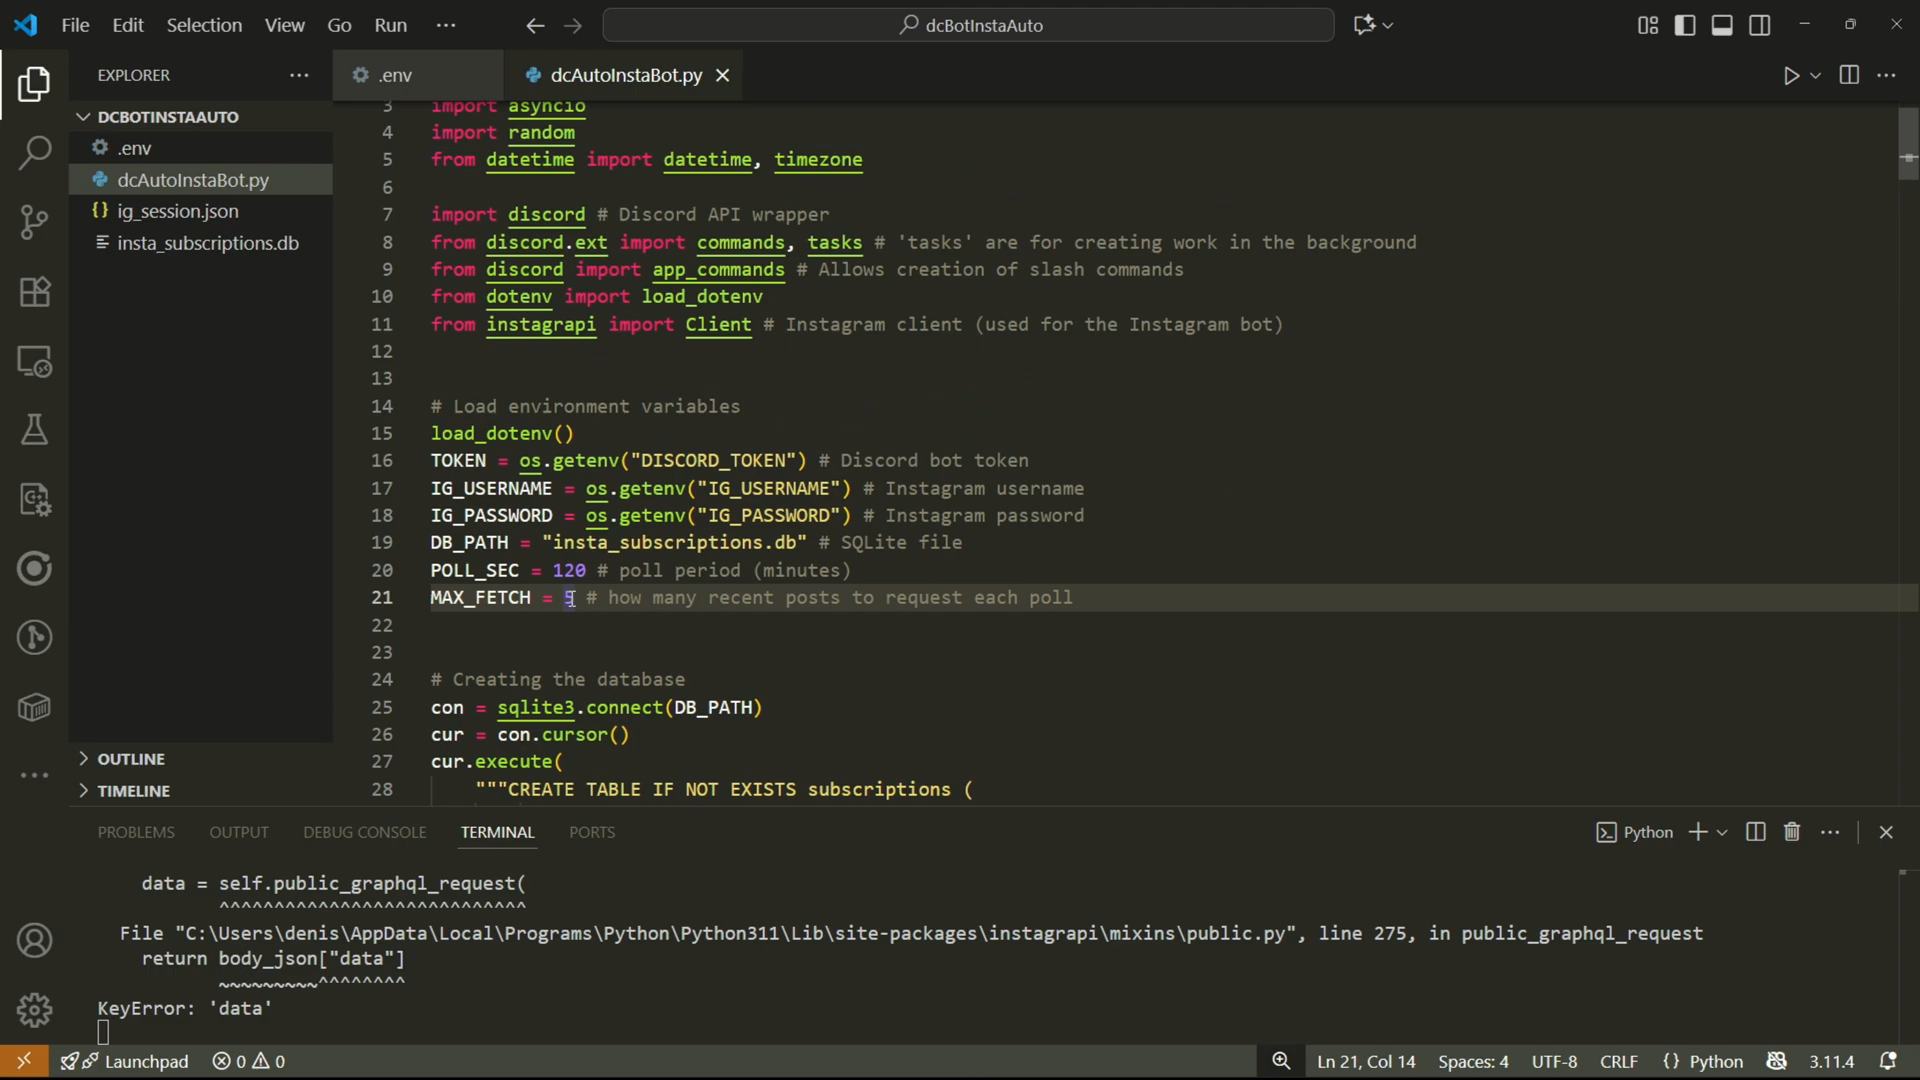 File Edit Selection View Go Run ··· dcBotInstaAuto
EXPLORER ···
.env dcAutoInstaBot.py
DCBOTINSTAAUTO
.env
dcAutoInstaBot.py
ig_session.json
insta_subscriptions.db
OUTLINE
TIMELINE
3 import asyncio
4 import random
5 from datetime import datetime, timezone
6
7 import discord # Discord API wrapper
8 from discord.ext import commands, tasks # 'tasks' are for creating work in the background
9 from discord import app_commands # Allows creation of slash commands
10 from dotenv import load_dotenv
11 from instagrapi import Client # Instagram client (used for the Instagram bot)
12
13
14 # Load environment variables
15 load_dotenv()
16 TOKEN = os.getenv("DISCORD_TOKEN") # Discord bot token
17 IG_USERNAME = os.getenv("IG_USERNAME") # Instagram username
18 IG_PASSWORD = os.getenv("IG_PASSWORD") # Instagram password
19 DB_PATH = "insta_subscriptions.db" # SQLite file
20 POLL_SEC = 120 # poll period (minutes)
21 MAX_FETCH = 5 # how many recent posts to request each poll
22
23
24 # Creating the database
25 con = sqlite3.connect(DB_PATH)
26 cur = con.cursor()
27 cur.execute(
28 """CREATE TABLE IF NOT EXISTS subscriptions (
PROBLEMS OUTPUT DEBUG CONSOLE TERMINAL PORTS Python
data = self.public_graphql_request(
^^^^^^^^^^^^^^^^^^^^^^^^^^^^
File "C:\Users\denis\AppData\Local\Programs\Python\Python311\Lib\site-packages\instagrapi\mixins\public.py", line 275, in public_graphql_request
return body_json["data"]
~~~~~~~~~^^^^^^^^
KeyError: 'data'
Launchpad 0 0 Ln 21, Col 14 Spaces: 4 UTF-8 CRLF {} Python 3.11.4